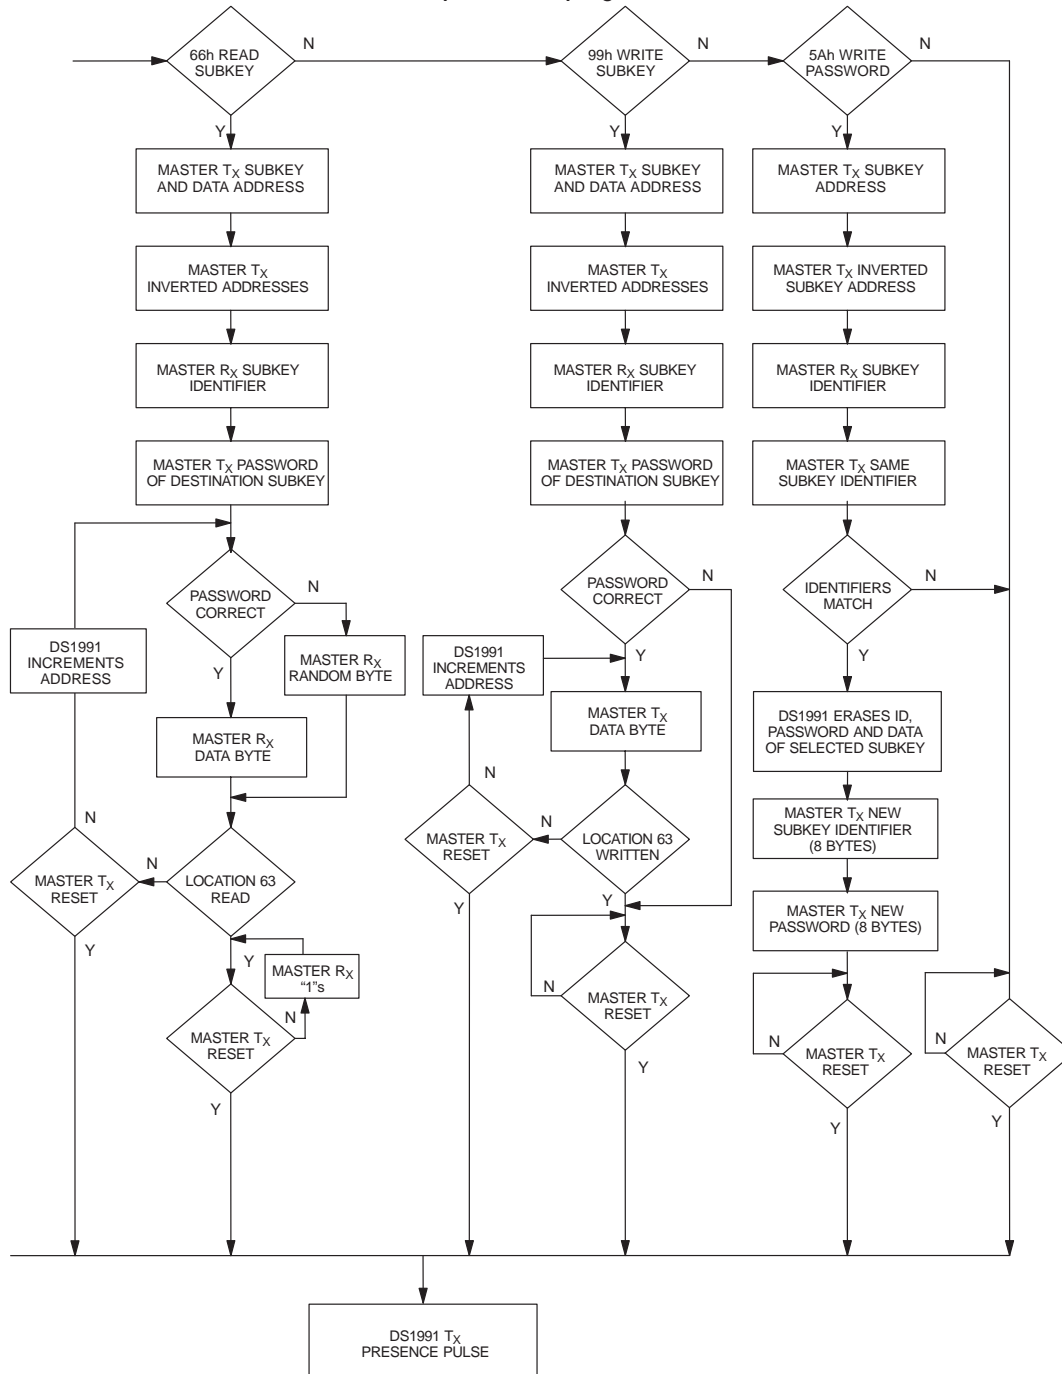 66h READ
SUBKEY
N
99h WRITE
SUBKEY
N
5Ah WRITE
PASSWORD
N
Y
Y
Y
MASTER TX SUBKEY
AND DATA ADDRESS
MASTER TX SUBKEY
AND DATA ADDRESS
MASTER TX SUBKEY
ADDRESS
MASTER TX
INVERTED ADDRESSES
MASTER TX
INVERTED ADDRESSES
MASTER TX INVERTED
SUBKEY ADDRESS
MASTER RX SUBKEY
IDENTIFIER
MASTER RX SUBKEY
IDENTIFIER
MASTER RX SUBKEY
IDENTIFIER
MASTER TX PASSWORD
OF DESTINATION SUBKEY
MASTER TX PASSWORD
OF DESTINATION SUBKEY
MASTER TX SAME
SUBKEY IDENTIFIER
PASSWORD
CORRECT
N
PASSWORD
CORRECT
N
IDENTIFIERS
MATCH
N
DS1991
INCREMENTS
ADDRESS
Y
MASTER RX
RANDOM BYTE
DS1991
INCREMENTS
ADDRESS
Y
Y
MASTER RX
DATA BYTE
MASTER TX
DATA BYTE
DS1991 ERASES ID,
PASSWORD AND DATA
OF SELECTED SUBKEY
N
N
MASTER TX
RESET
N
LOCATION 63
READ
MASTER TX
RESET
N
LOCATION 63
WRITTEN
MASTER TX NEW
SUBKEY IDENTIFIER
(8 BYTES)
Y
Y
Y
Y
MASTER TX NEW
PASSWORD (8 BYTES)
MASTER RX
“1”s
MASTER TX
RESET
N
N
MASTER TX
RESET
N
MASTER TX
RESET
N
MASTER TX
RESET
Y
Y
Y
Y
DS1991 TX
PRESENCE PULSE